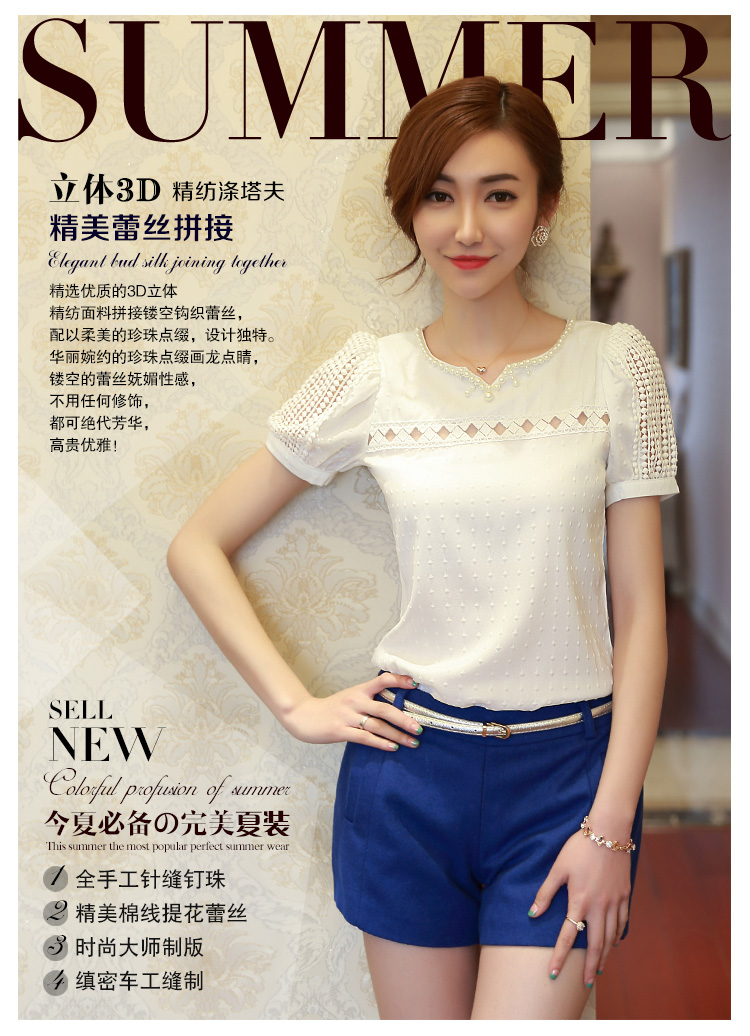 SUMMER
立体3D 精纺涤塔夫
精美蕾丝拼接
Elegant bud silk joining together
精选优质的3D立体
精纺面料拼接镂空钩织蕾丝，
配以柔美的珍珠点缀，设计独特。
华丽婉约的珍珠点缀画龙点睛，
镂空的蕾丝妩媚性感，
不用任何修饰，
都可绝代芳华，
高贵优雅！
SELL
NEW
Colorful profusion of summer
今夏必备の完美夏装
This summer the most popular perfect summer wear
1 全手工针缝钉珠
2 精美棉线提花蕾丝
3 时尚大师制版
4 缜密车工缝制